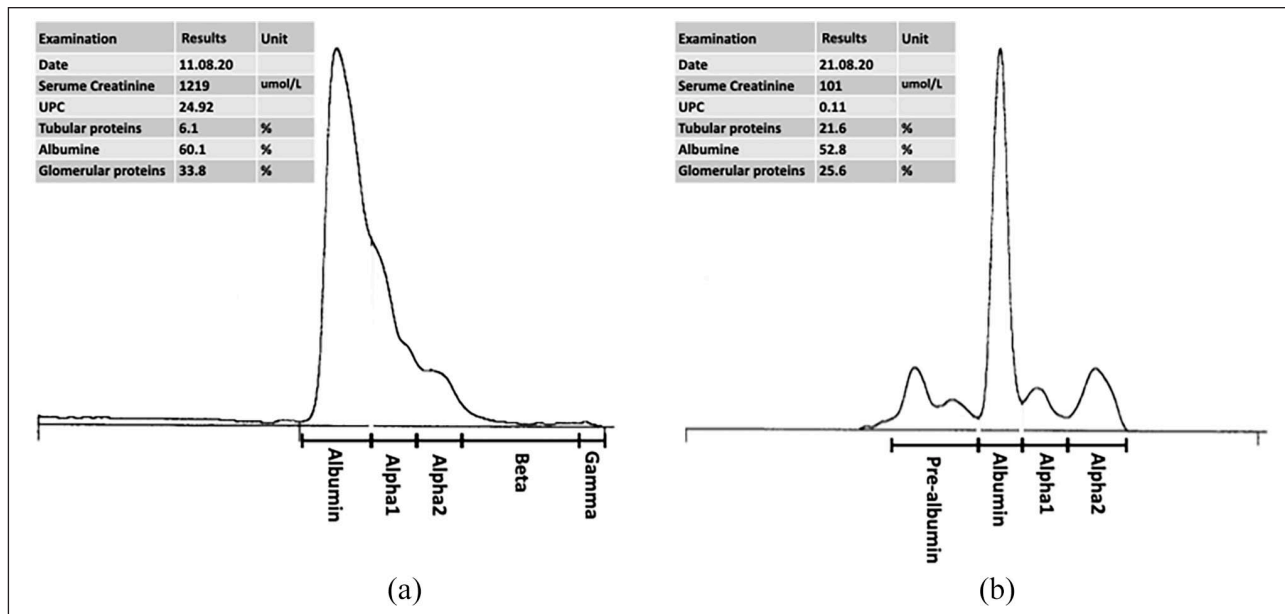 Examination Results Unit
Date 11.08.20
Serume Creatinine 1219 umol/L
UPC 24.92
Tubular proteins 6.1 %
Albumine 60.1 %
Glomerular proteins 33.8 %
Albumin
Alpha1
Alpha2
Beta
Gamma
(a)
Examination Results Unit
Date 21.08.20
Serume Creatinine 101 umol/L
UPC 0.11
Tubular proteins 21.6 %
Albumine 52.8 %
Glomerular proteins 25.6 %
Pre-albumin
Albumin
Alpha1
Alpha2
(b)